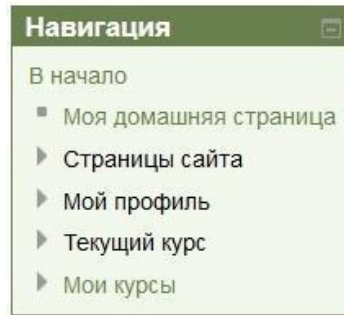 Навигация
В начало
Моя домашняя страница
Страницы сайта
Мой профиль
Текущий курс
Мои курсы